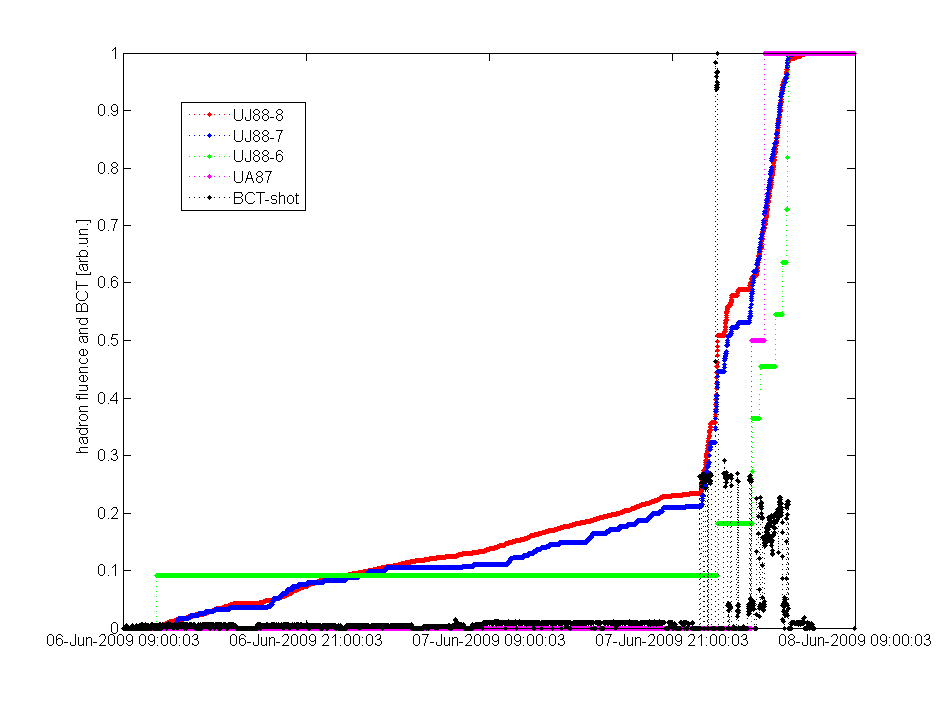 1
0.9
0.8
0.7
0.6
0.5
0.4
0.3
0.2
0.1
0
hadron fluence and BCT [arb.un.]
UJ88-8
UJ88-7
UJ88-6
UA87
BCT-shot
06-Jun-2009 09:00:03
06-Jun-2009 21:00:03
07-Jun-2009 09:00:03
07-Jun-2009 21:00:03
08-Jun-2009 09:00:03